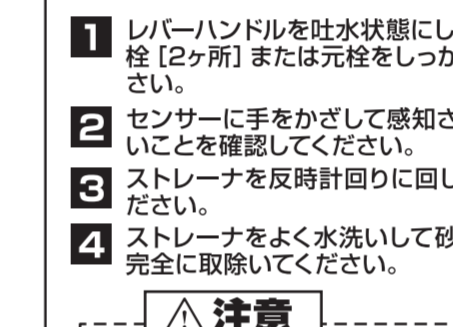 1 レバーハンドルを吐水状態にし
栓［2ヶ所］または元栓をしっか
さい。
2 センサーに手をかざして感知さ
いことを確認してください。
3 ストレーナを反時計回りに回し
ださい。
4 ストレーナをよく水洗いして砂
完全に取除いてください。
⚠注意